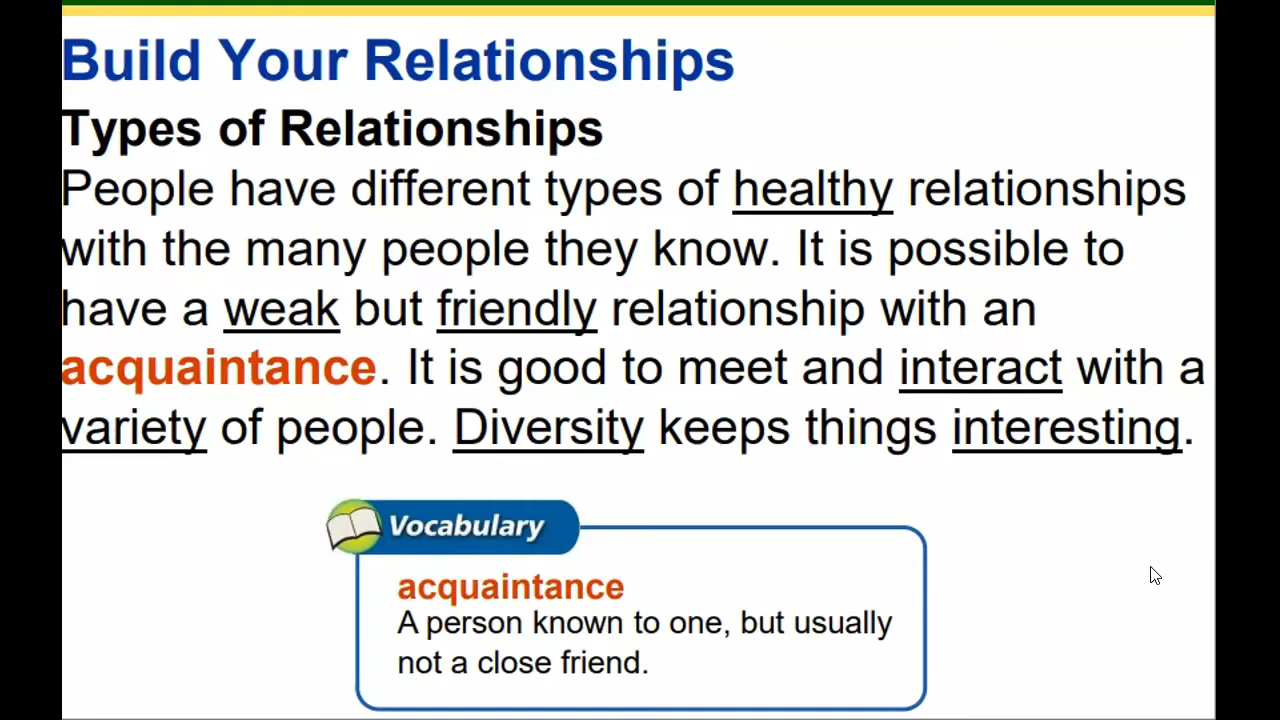 Build Your Relationships
Types of Relationships
People have different types of healthy relationships
with the many people they know. It is possible to
have a weak but friendly relationship with an
acquaintance. It is good to meet and interact with a
variety of people. Diversity keeps things interesting.
Vocabulary
acquaintance
A person known to one, but usually
not a close friend.